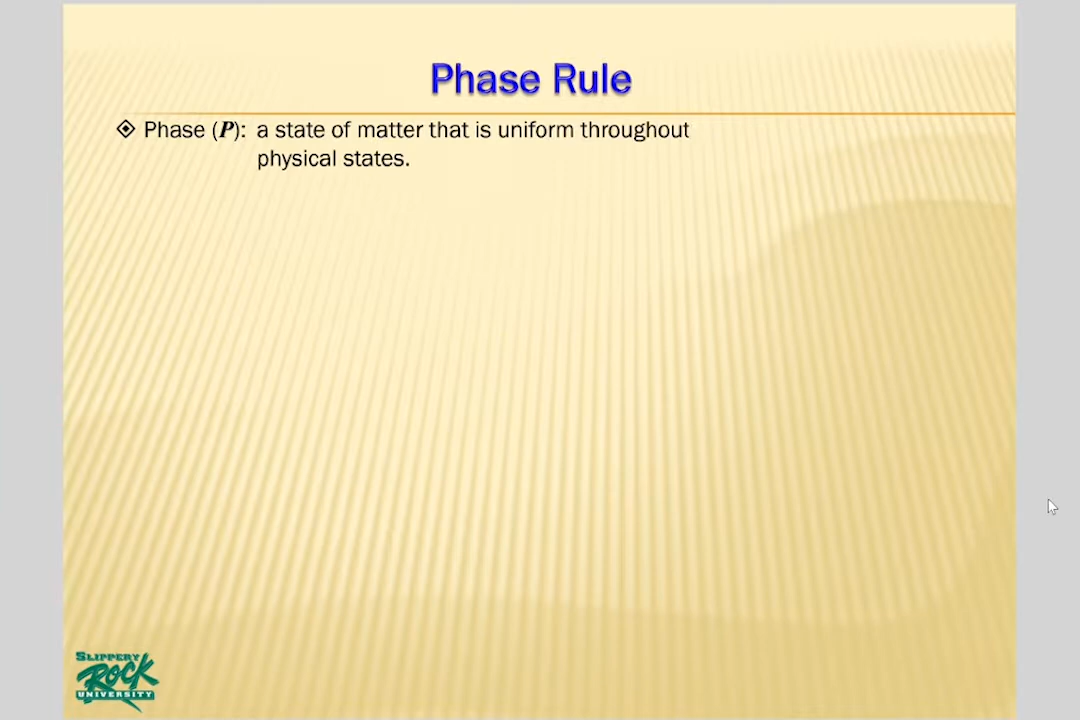 Phase Rule
Phase (P): a state of matter that is uniform throughout
physical states.
SLIPPERY
ROCK
UNIVERSITY